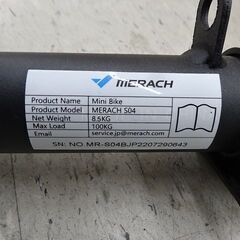 MERACH
Product Name Mini Bike
Product Model MERACH S04
Net Weight 8.5KG
Max Load 100KG
Email service.jp@merach.com
SN: NO.MR-S04BJP2207290643